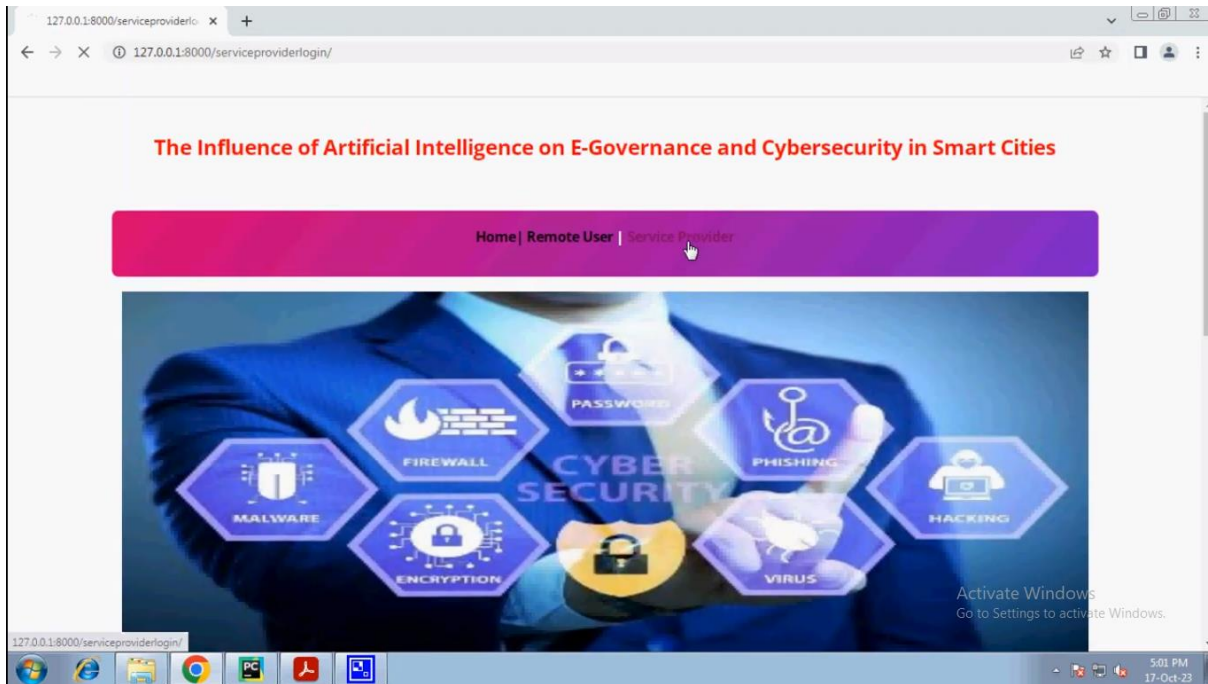 127.0.0.1:8000/serviceproviderlo
127.0.0.1:8000/serviceproviderlogin/
The Influence of Artificial Intelligence on E-Governance and Cybersecurity in Smart Cities
Home| Remote User | Service Provider
PASSWORD
FIREWALL
PHISHING
CYBER
SECURITY
MALWARE
HACKING
ENCRYPTION
VIRUS
Activate Windows
Go to Settings to activate Windows.
127.0.0.1:8000/serviceproviderlogin/
PC
5:01 PM
17-Oct-23